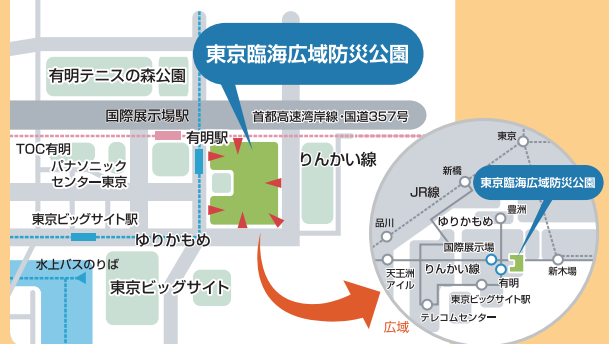 東京臨海広域防災公園
有明テニスの森公園
国際展示場駅
首都高速湾岸線・国道357号
有明駅
TOC有明
パナソニック
センター東京
りんかい線
東京ビッグサイト駅
ゆりかもめ
水上バスのりば
東京ビッグサイト
広域
東京
新橋
JR線
東京臨海広域防災公園
品川
ゆりかもめ
豊洲
国際展示場
りんかい線
天王洲
アイル
有明
新木場
東京ビッグサイト駅
テレコムセンター